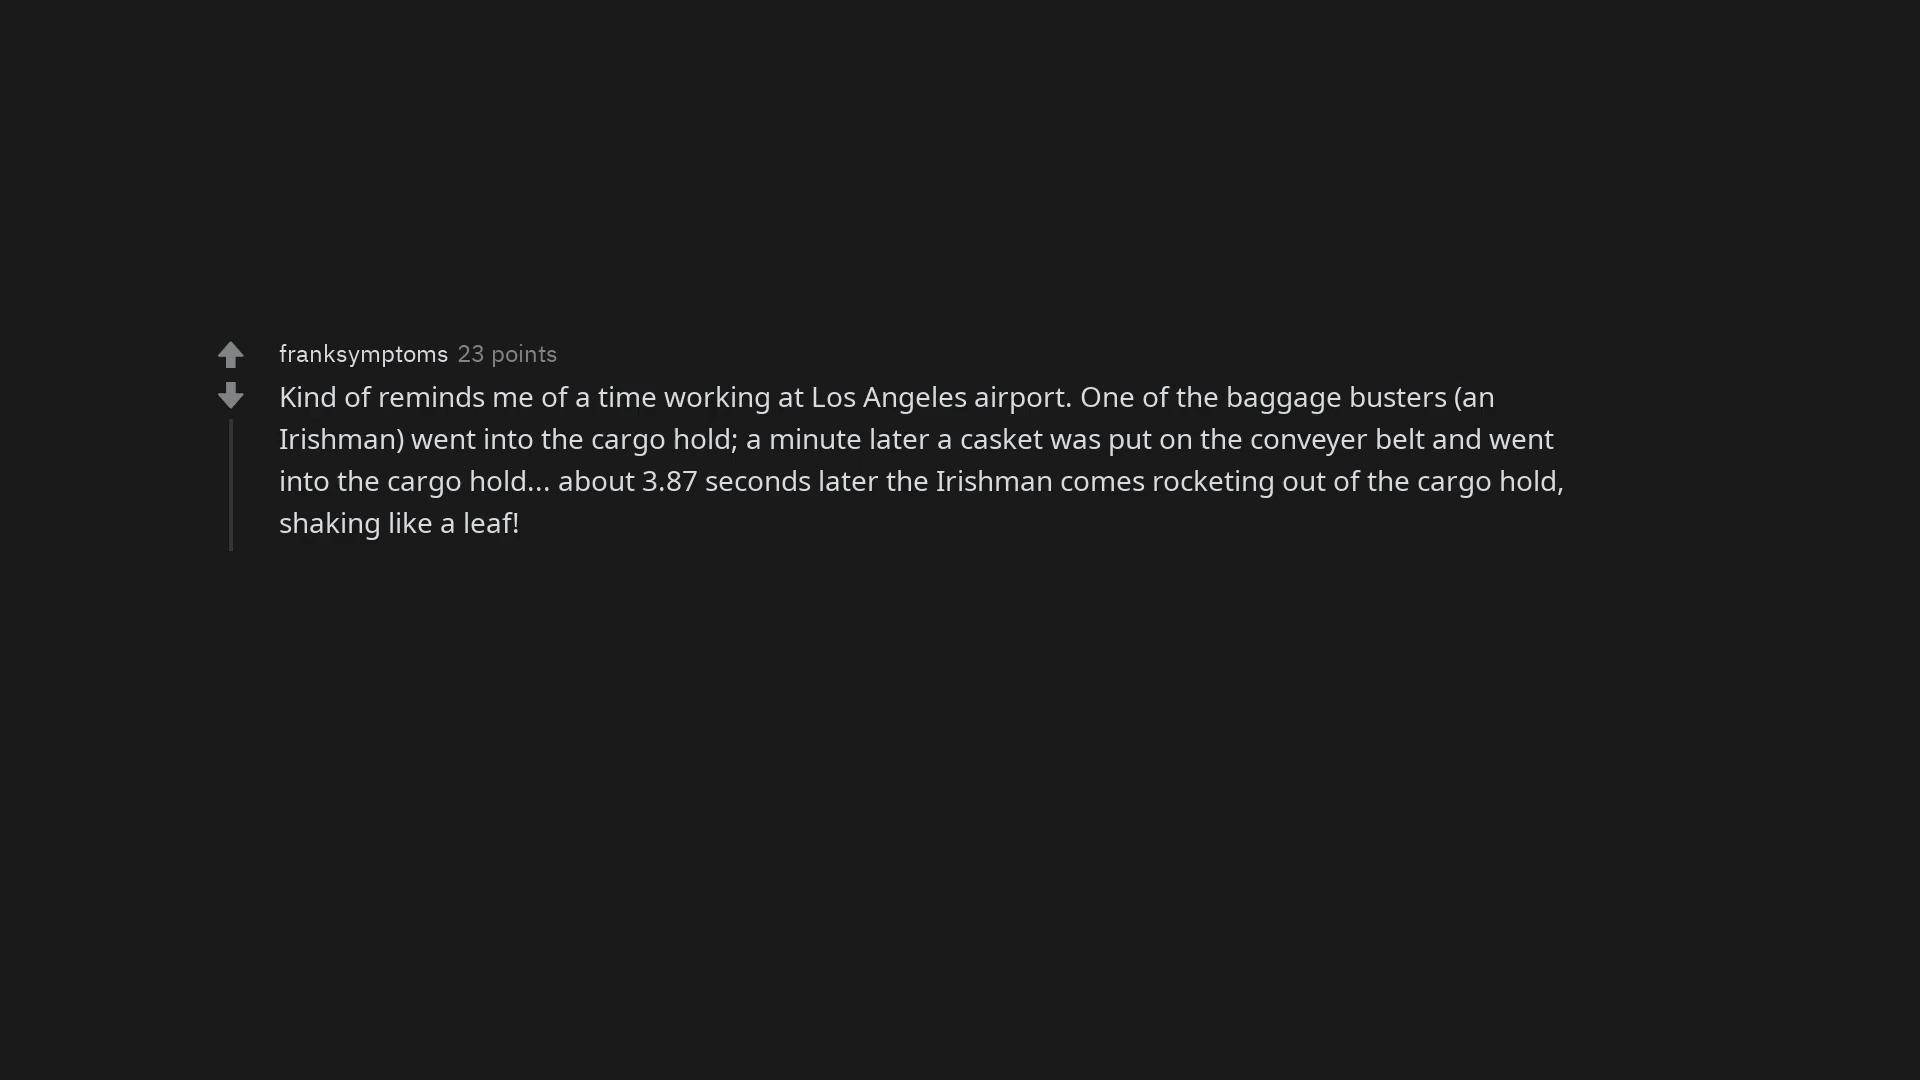 franksymptoms 23 points
Kind of reminds me of a time working at Los Angeles airport. One of the baggage busters (an
Irishman) went into the cargo hold; a minute later a casket was put on the conveyer belt and went
into the cargo hold... about 3.87 seconds later the Irishman comes rocketing out of the cargo hold,
shaking like a leaf!